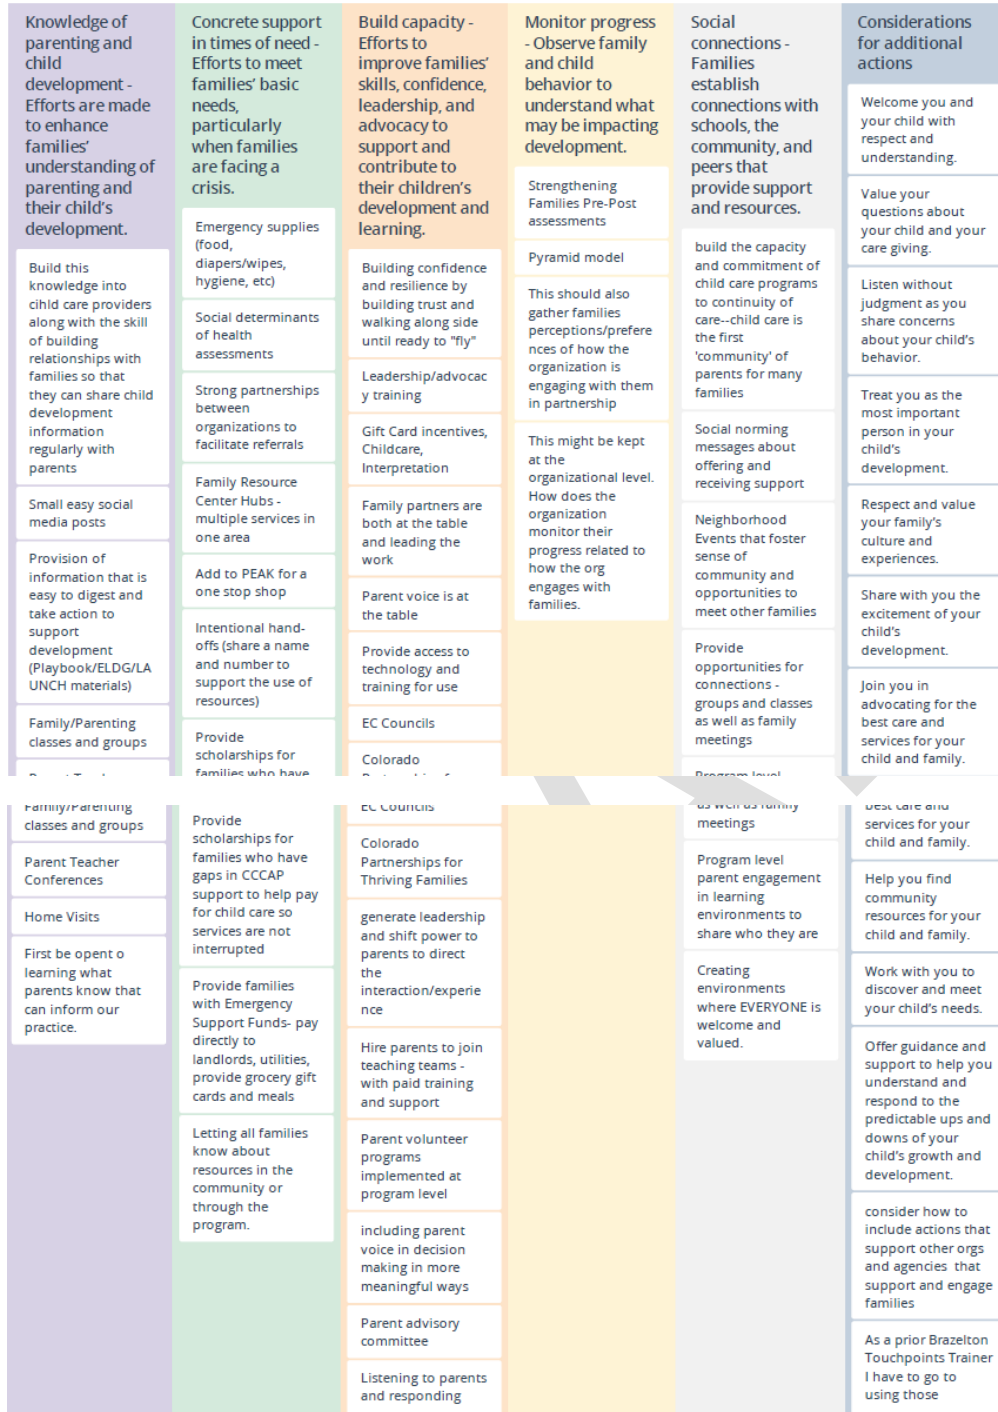 Knowledge of
parenting and
child
development -
Efforts are made
to enhance
families'
understanding of
parenting and
their child's
development.
Build this
knowledge into
cihld care providers
along with the skill
of building
relationships with
families so that
they can share child
development
information
regularly with
parents
Small easy social
media posts
Provision of
information that is
easy to digest and
take action to
support
development
(Playbook/ELDG/LA
UNCH materials)
Family/Parenting
classes and groups
Concrete support
in times of need -
Efforts to meet
families' basic
needs,
particularly
when families
are facing a
crisis.
Emergency supplies
(food,
diapers/wipes,
hygiene, etc)
Social determinants
of health
assessments
Strong partnerships
between
organizations to
facilitate referrals
Family Resource
Center Hubs -
multiple services in
one area
Add to PEAK for a
one stop shop
Intentional hand-
offs (share a name
and number to
support the use of
resources)
Provide
scholarships for
families who have
Build capacity -
Efforts to
improve families'
skills, confidence,
leadership, and
advocacy to
support and
contribute to
their children's
development and
learning.
Building confidence
and resilience by
building trust and
walking along side
until ready to "fly"
Leadership/advocac
y training
Gift Card incentives,
Childcare,
Interpretation
Family partners are
both at the table
and leading the
work
Parent voice is at
the table
Provide access to
technology and
training for use
EC Councils
Colorado
Monitor progress
- Observe family
and child
behavior to
understand what
may be impacting
development.
Strengthening
Families Pre-Post
assessments
Pyramid model
This should also
gather families
perceptions/prefere
nces of how the
organization is
engaging with them
in partnership
This might be kept
at the
organizational level.
How does the
organization
monitor their
progress related to
how the org
engages with
families.
Social
connections -
Families
establish
connections with
schools, the
community, and
peers that
provide support
and resources.
build the capacity
and commitment of
child care programs
to continuity of
care--child care is
the first
'community' of
parents for many
families
Social norming
messages about
offering and
receiving support
Neighborhood
Events that foster
sense of
community and
opportunities to
meet other families
Provide
opportunities for
connections -
groups and classes
as well as family
meetings
Program level
Considerations
for additional
actions
Welcome you and
your child with
respect and
understanding.
Value your
questions about
your child and your
care giving.
Listen without
judgment as you
share concerns
about your child's
behavior.
Treat you as the
most important
person in your
child's
development.
Respect and value
your family's
culture and
experiences.
Share with you the
excitement of your
child's
development.
Join you in
advocating for the
best care and
services for your
child and family.
Family/Parenting
classes and groups
Parent Teacher
Conferences
Home Visits
First be opent o
learning what
parents know that
can inform our
practice.
Provide
scholarships for
families who have
gaps in CCCAP
support to help pay
for child care so
services are not
interrupted
Provide families
with Emergency
Support Funds- pay
directly to
landlords, utilities,
provide grocery gift
cards and meals
Letting all families
know about
resources in the
community or
through the
program.
EC Councils
Colorado
Partnerships for
Thriving Families
generate leadership
and shift power to
parents to direct
the
interaction/experie
nce
Hire parents to join
teaching teams -
with paid training
and support
Parent volunteer
programs
implemented at
program level
including parent
voice in decision
making in more
meaningful ways
Parent advisory
committee
Listening to parents
and responding
as well as family
meetings
Program level
parent engagement
in learning
environments to
share who they are
Creating
environments
where EVERYONE is
welcome and
valued.
best care and
services for your
child and family.
Help you find
community
resources for your
child and family.
Work with you to
discover and meet
your child's needs.
Offer guidance and
support to help you
understand and
respond to the
predictable ups and
downs of your
child's growth and
development.
consider how to
include actions that
support other orgs
and agencies that
support and engage
families
As a prior Brazelton
Touchpoints Trainer
I have to go to
using those